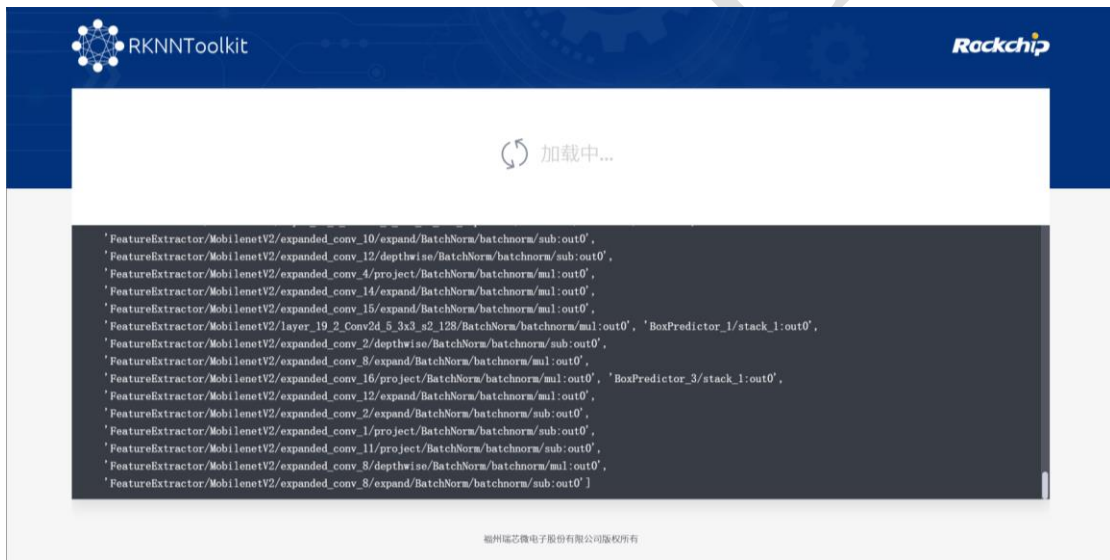 RKNNToolkit
Rockchip
加载中...
'FeatureExtractor/MobilenetV2/expanded_conv_10/expand/BatchNorm/batchnorm/sub:out0',
'FeatureExtractor/MobilenetV2/expanded_conv_12/depthwise/BatchNorm/batchnorm/sub:out0',
'FeatureExtractor/MobilenetV2/expanded_conv_4/project/BatchNorm/batchnorm/mul:out0',
'FeatureExtractor/MobilenetV2/expanded_conv_14/expand/BatchNorm/batchnorm/mul:out0',
'FeatureExtractor/MobilenetV2/expanded_conv_15/expand/BatchNorm/batchnorm/mul:out0',
'FeatureExtractor/MobilenetV2/layer_19_2_Conv2d_5_3x3_s2_128/BatchNorm/batchnorm/mul:out0', 'BoxPredictor_1/stack_1:out0',
'FeatureExtractor/MobilenetV2/expanded_conv_2/depthwise/BatchNorm/batchnorm/sub:out0',
'FeatureExtractor/MobilenetV2/expanded_conv_8/expand/BatchNorm/batchnorm/mul:out0',
'FeatureExtractor/MobilenetV2/expanded_conv_16/project/BatchNorm/batchnorm/mul:out0', 'BoxPredictor_3/stack_1:out0',
'FeatureExtractor/MobilenetV2/expanded_conv_12/expand/BatchNorm/batchnorm/mul:out0',
'FeatureExtractor/MobilenetV2/expanded_conv_2/expand/BatchNorm/batchnorm/sub:out0',
'FeatureExtractor/MobilenetV2/expanded_conv_1/project/BatchNorm/batchnorm/sub:out0',
'FeatureExtractor/MobilenetV2/expanded_conv_11/project/BatchNorm/batchnorm/sub:out0',
'FeatureExtractor/MobilenetV2/expanded_conv_8/depthwise/BatchNorm/batchnorm/mul:out0',
'FeatureExtractor/MobilenetV2/expanded_conv_8/expand/BatchNorm/batchnorm/sub:out0']
福州瑞芯微电子股份有限公司版权所有